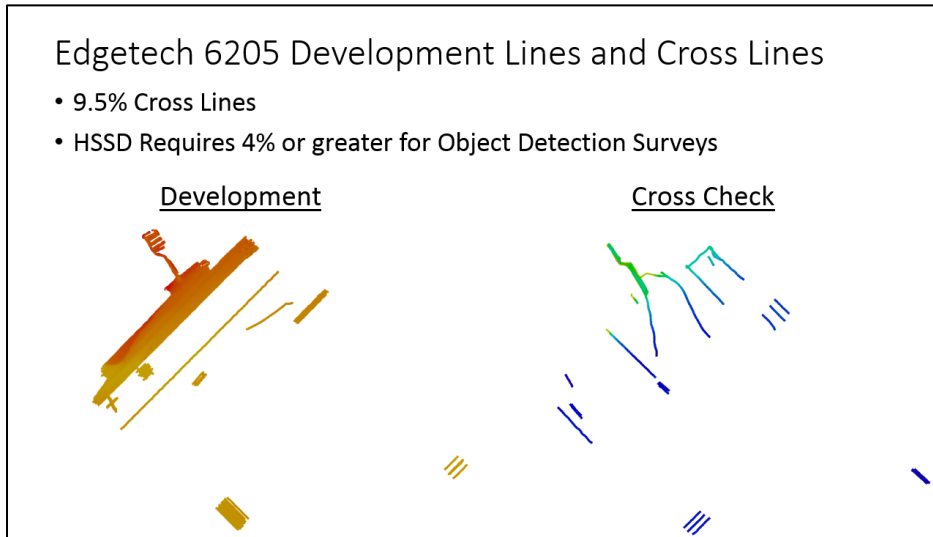 Edgetech 6205 Development Lines and Cross Lines
• 9.5% Cross Lines
• HSSD Requires 4% or greater for Object Detection Surveys
Development
Cross Check